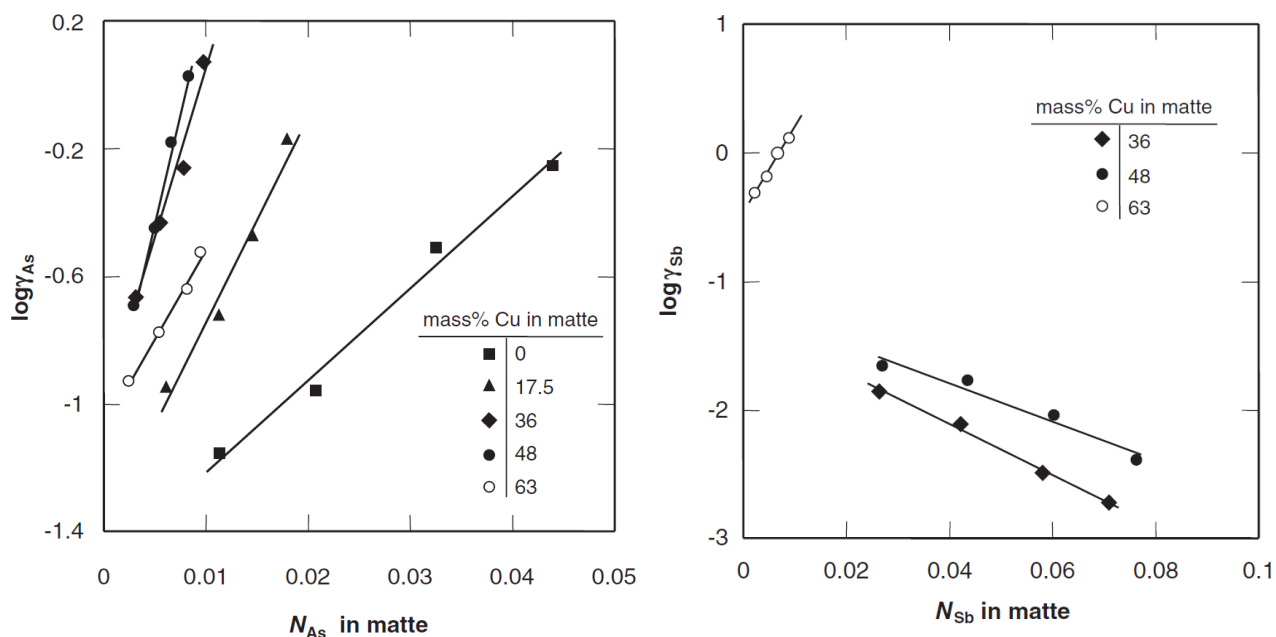 0.2
-0.2
-0.6
-1
-1.4
logγAs
mass% Cu in matte
0
17.5
36
48
63
0 0.01 0.02 0.03 0.04 0.05
NAs in matte
1
0
-1
-2
-3
logγSb
mass% Cu in matte
36
48
63
0 0.02 0.04 0.06 0.08 0.1
NSb in matte